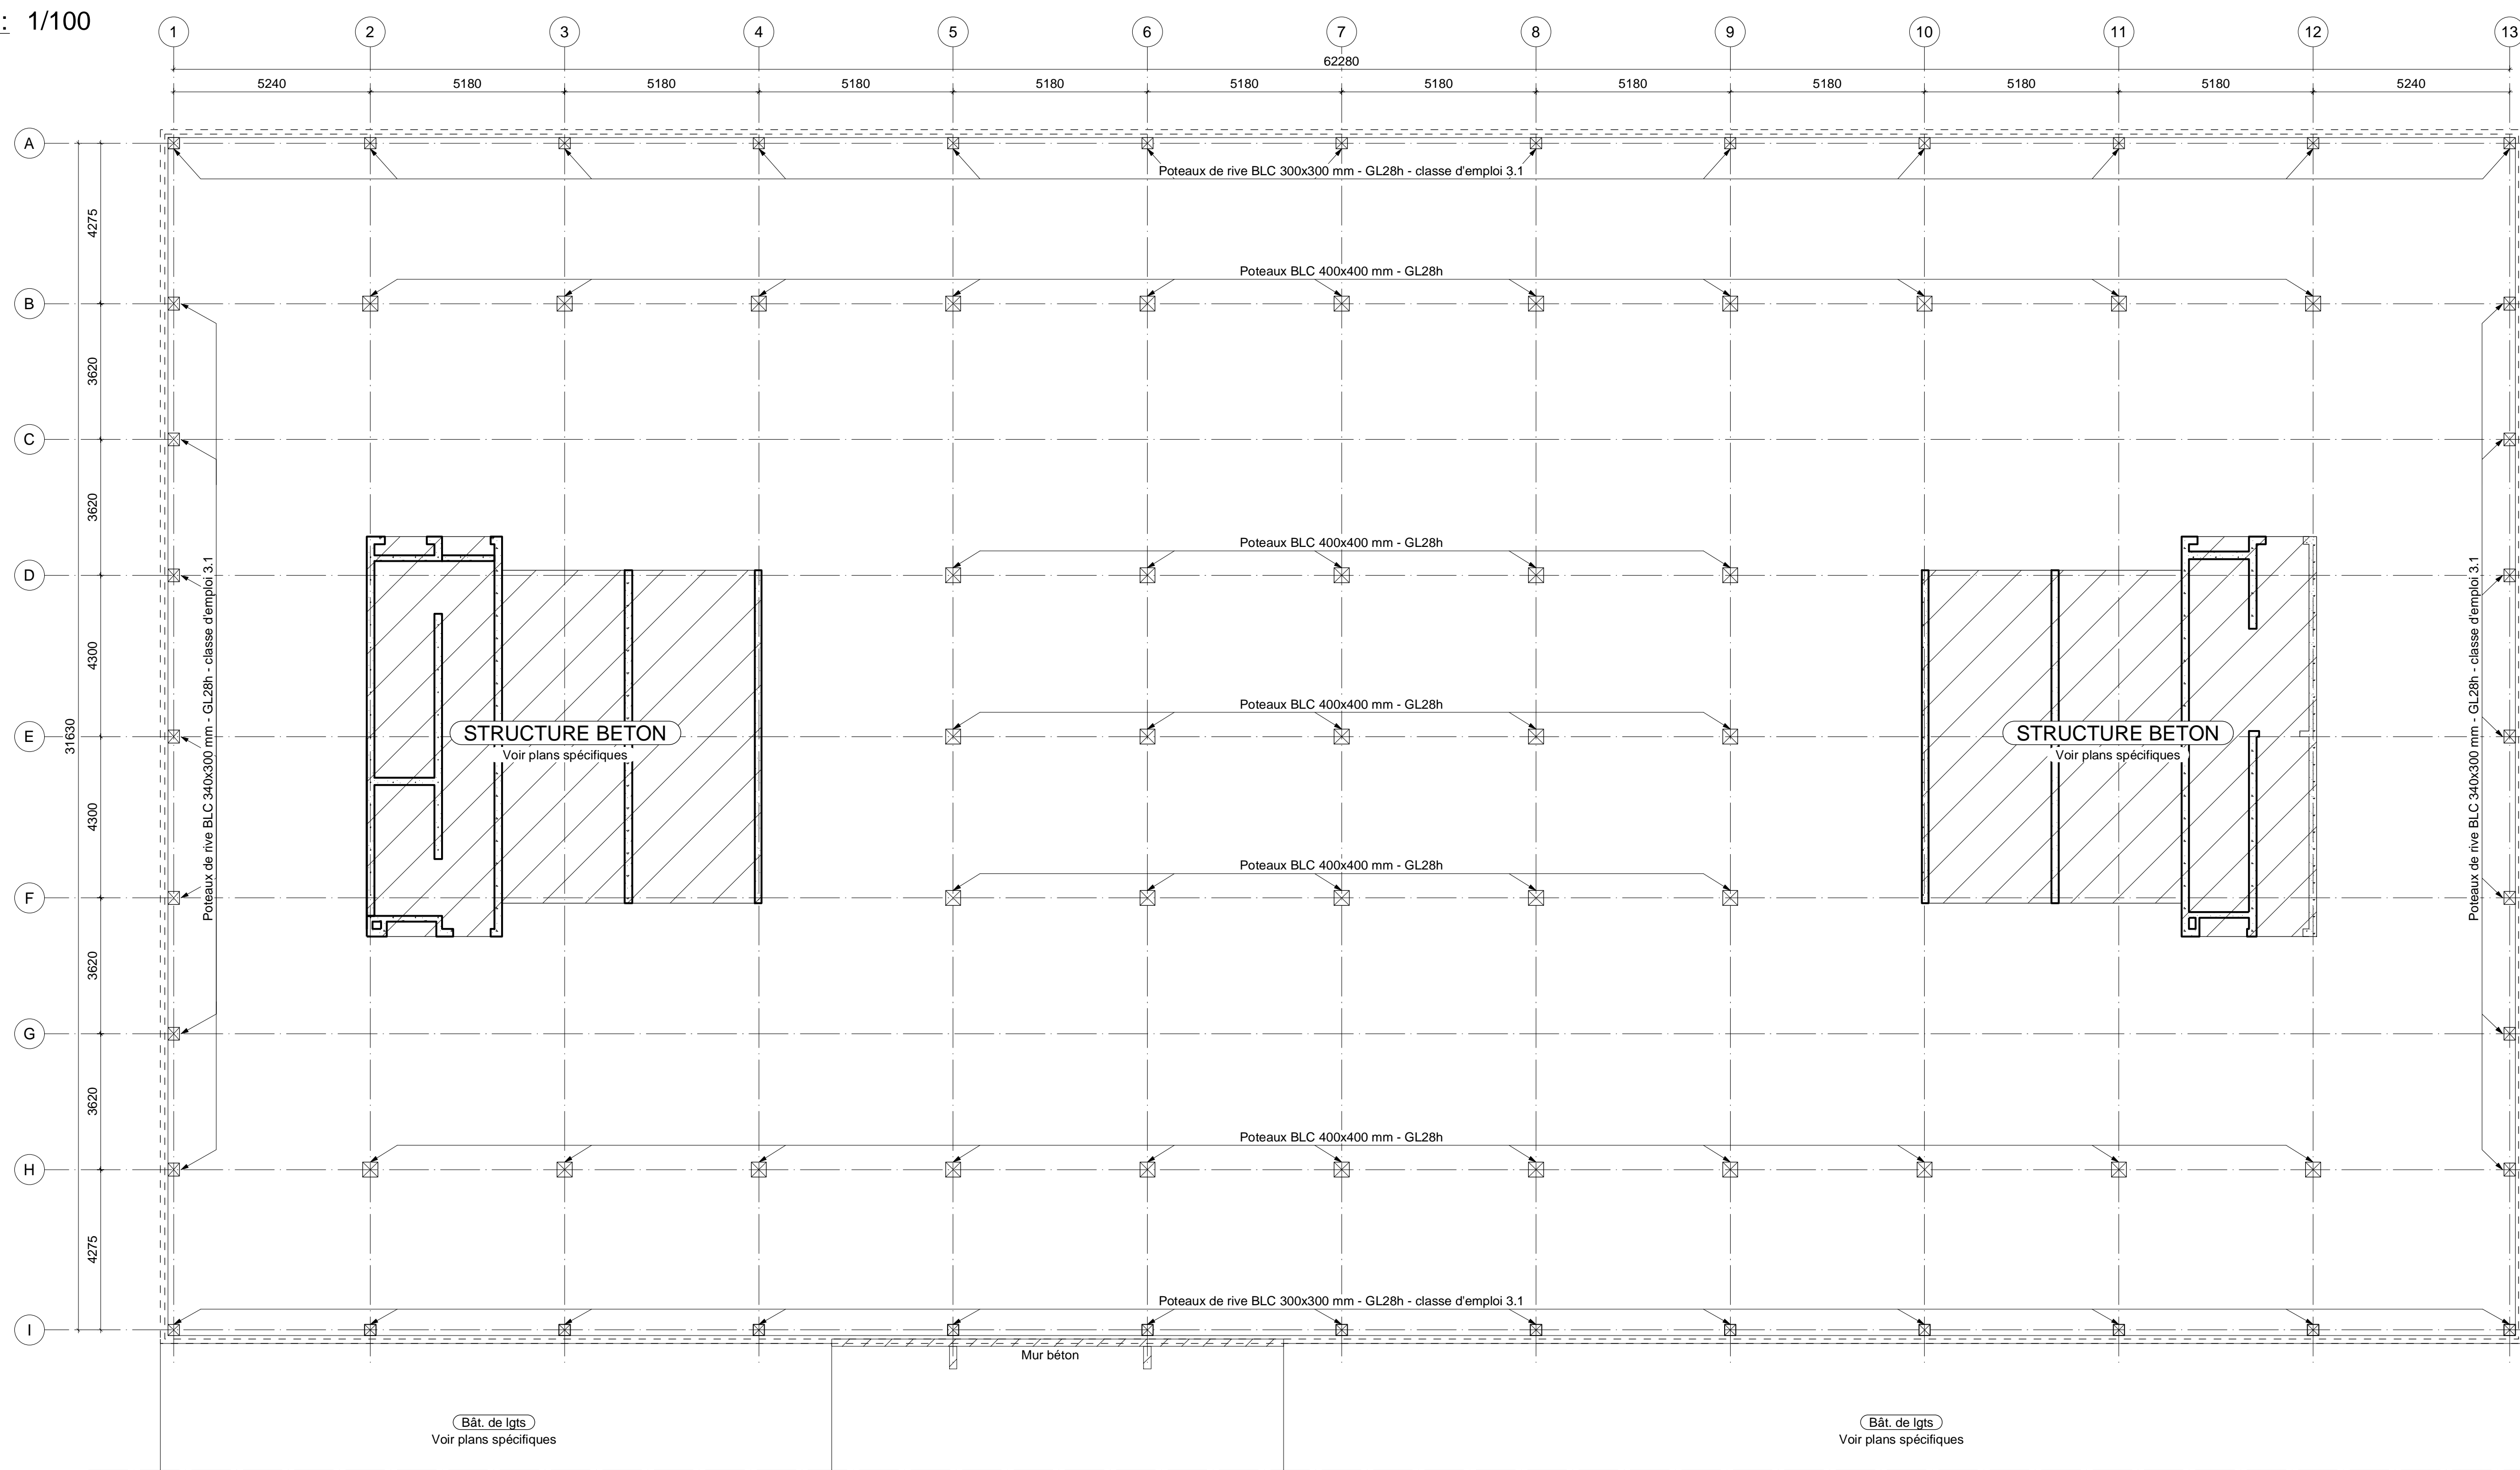 : 1/100
1 2 3 4 5 6 7 8 9 10 11 12 13
62280
5240 5180 5180 5180 5180 5180 5180 5180 5180 5180 5180 5240
A
Poteaux de rive BLC 300x300 mm - GL28h - classe d'emploi 3.1
4275
Poteaux BLC 400x400 mm - GL28h
B
3620
C
3620
Poteaux BLC 400x400 mm - GL28h
D
4300
Poteaux BLC 400x400 mm - GL28h
E
31630
Poteaux de rive BLC 340x300 mm - GL28h - classe d'emploi 3.1
STRUCTURE BETON
Voir plans spécifiques
STRUCTURE BETON
Voir plans spécifiques
Poteaux de rive BLC 340x300 mm - GL28h - classe d'emploi 3.1
4300
Poteaux BLC 400x400 mm - GL28h
F
3620
G
3620
Poteaux BLC 400x400 mm - GL28h
H
4275
Poteaux de rive BLC 300x300 mm - GL28h - classe d'emploi 3.1
I
Mur béton
Bât. de lgts
Voir plans spécifiques
Bât. de lgts
Voir plans spécifiques